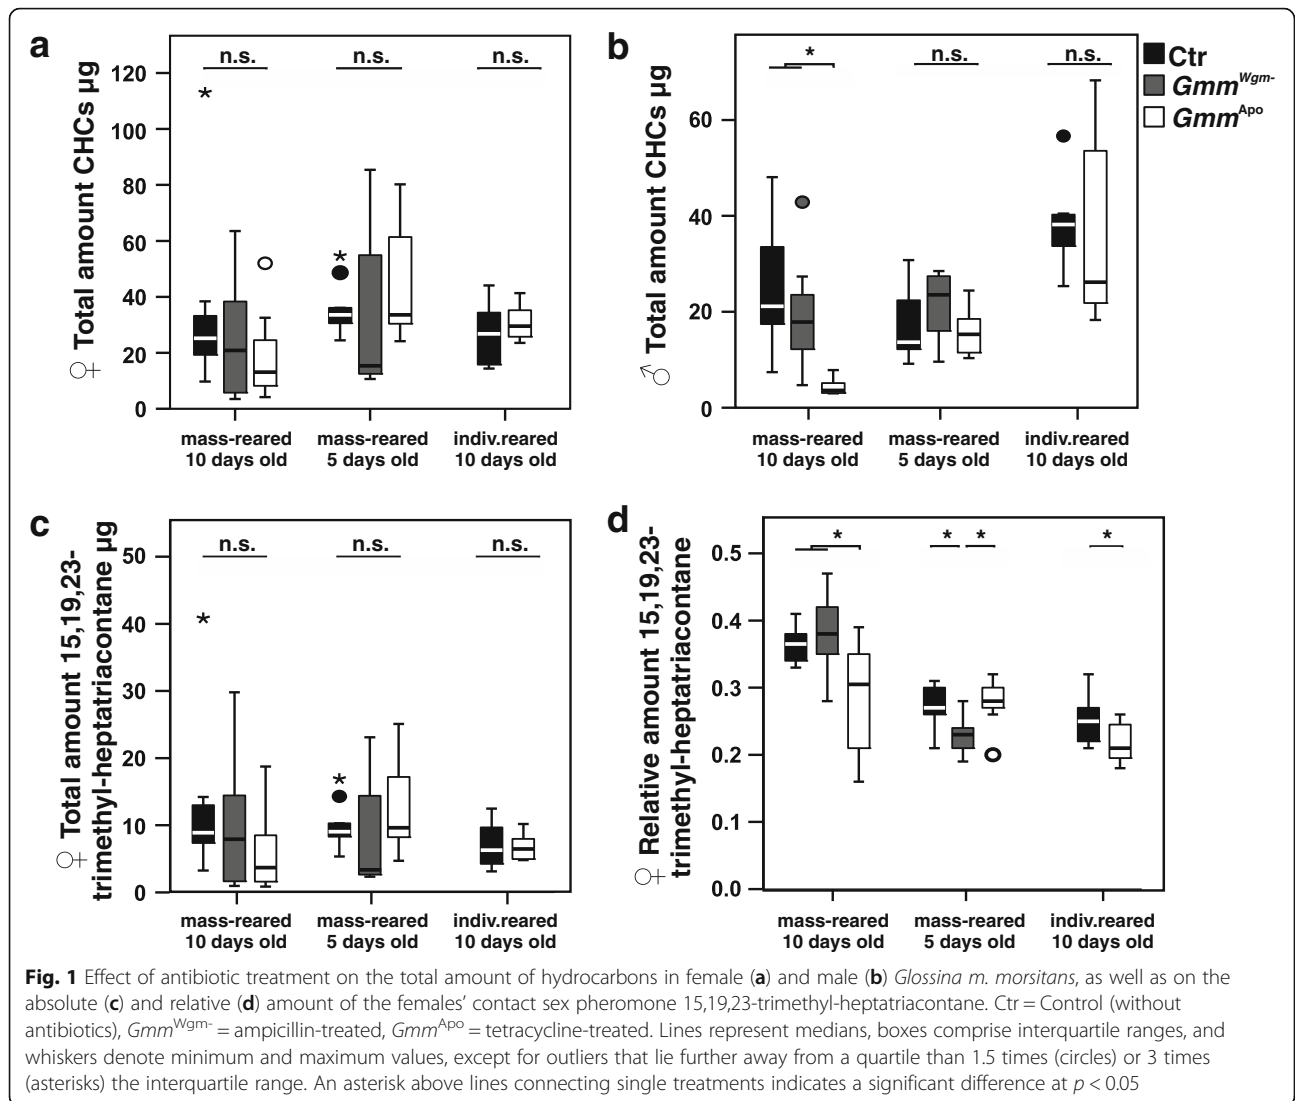 a
♀ Total amount CHCs µg
120
100
80
60
40
20
0
n.s.
n.s.
n.s.
*
*
mass-reared
10 days old
mass-reared
5 days old
indiv.reared
10 days old
b
♂ Total amount CHCs µg
60
40
20
0
*
n.s.
n.s.
mass-reared
10 days old
mass-reared
5 days old
indiv.reared
10 days old
Ctr
Gmm^Wgm-
Gmm^Apo
c
♀ Total amount 15,19,23-
trimethyl-heptatriacontane µg
50
40
30
20
10
0
n.s.
n.s.
n.s.
*
*
mass-reared
10 days old
mass-reared
5 days old
indiv.reared
10 days old
d
♀ Relative amount 15,19,23-
trimethyl-heptatriacontane
0.5
0.4
0.3
0.2
0.1
0.0
*
* *
*
mass-reared
10 days old
mass-reared
5 days old
indiv.reared
10 days old
Fig. 1 Effect of antibiotic treatment on the total amount of hydrocarbons in female (a) and male (b) Glossina m. morsitans, as well as on the
absolute (c) and relative (d) amount of the females' contact sex pheromone 15,19,23-trimethyl-heptatriacontane. Ctr = Control (without
antibiotics), Gmm^Wgm- = ampicillin-treated, Gmm^Apo = tetracycline-treated. Lines represent medians, boxes comprise interquartile ranges, and
whiskers denote minimum and maximum values, except for outliers that lie further away from a quartile than 1.5 times (circles) or 3 times
(asterisks) the interquartile range. An asterisk above lines connecting single treatments indicates a significant difference at p < 0.05